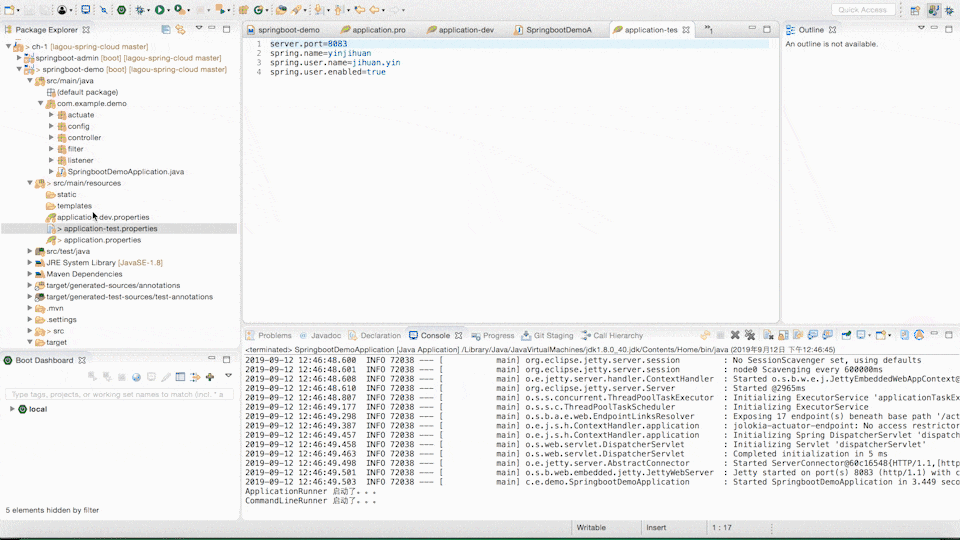 Quick Access
Package Explorer
> ch-1 [lagou-spring-cloud master]
springboot-admin [boot] [lagou-spring-cloud master]
> springboot-demo [boot] [lagou-spring-cloud master]
src/main/java
(default package)
com.example.demo
actuate
config
controller
filter
listener
SpringbootDemoApplication.java
> src/main/resources
static
templates
application-dev.properties
> application-test.properties
> application.properties
src/test/java
JRE System Library [JavaSE-1.8]
Maven Dependencies
target/generated-sources/annotations
target/generated-test-sources/test-annotations
.mvn
.settings
> src
target
Boot Dashboard
Type tags, projects, or working set names to match (incl. * a
local
5 elements hidden by filter
springboot-demo
application.pro
application-dev
SpringbootDemoA
application-tes
1 server.port=8083
2 spring.name=yinjihuan
3 spring.user.name=jihuan.yin
4 spring.user.enabled=true
Outline
An outline is not available.
Problems Javadoc Declaration Console Progress Git Staging Call Hierarchy
<terminated> SpringbootDemoApplication [Java Application] /Library/Java/JavaVirtualMachines/jdk1.8.0_40.jdk/Contents/Home/bin/java (2019年9月12日 下午12:46:45)
2019-09-12 12:46:48.600 INFO 72038 --- [ main] org.eclipse.jetty.server.session : No SessionScavenger set, using defaults
2019-09-12 12:46:48.601 INFO 72038 --- [ main] org.eclipse.jetty.server.session : node0 Scavenging every 600000ms
2019-09-12 12:46:48.608 INFO 72038 --- [ main] o.e.jetty.server.handler.ContextHandler : Started o.s.b.w.e.j.JettyEmbeddedWebAppContext@
2019-09-12 12:46:48.610 INFO 72038 --- [ main] org.eclipse.jetty.server.Server : Started @2965ms
2019-09-12 12:46:48.768 INFO 72038 --- [ main] o.s.s.concurrent.ThreadPoolTaskExecutor : Initializing ExecutorService 'applicationTaskEx
2019-09-12 12:46:49.177 INFO 72038 --- [ main] o.s.s.c.ThreadPoolTaskScheduler : Initializing ExecutorService
2019-09-12 12:46:49.298 INFO 72038 --- [ main] o.s.b.a.e.web.EndpointLinksResolver : Exposing 17 endpoint(s) beneath base path '/act
2019-09-12 12:46:49.387 INFO 72038 --- [ main] o.e.j.s.h.ContextHandler.application : jolokia-actuator-endpoint: No access restrictor
2019-09-12 12:46:49.457 INFO 72038 --- [ main] o.e.j.s.h.ContextHandler.application : Initializing Spring DispatcherServlet 'dispatch
2019-09-12 12:46:49.458 INFO 72038 --- [ main] o.s.web.servlet.DispatcherServlet : Initializing Servlet 'dispatcherServlet'
2019-09-12 12:46:49.463 INFO 72038 --- [ main] o.s.web.servlet.DispatcherServlet : Completed initialization in 5 ms
2019-09-12 12:46:49.498 INFO 72038 --- [ main] o.e.jetty.server.AbstractConnector : Started ServerConnector@60c16548{HTTP/1.1,[http
2019-09-12 12:46:49.501 INFO 72038 --- [ main] o.s.b.web.embedded.jetty.JettyWebServer : Jetty started on port(s) 8083 (http/1.1) with c
2019-09-12 12:46:49.503 INFO 72038 --- [ main] c.e.demo.SpringbootDemoApplication : Started SpringbootDemoApplication in 3.449 seco
ApplicationRunner 启动了。。。
CommandLineRunner 启动了。。。
Writable Insert 1 : 17